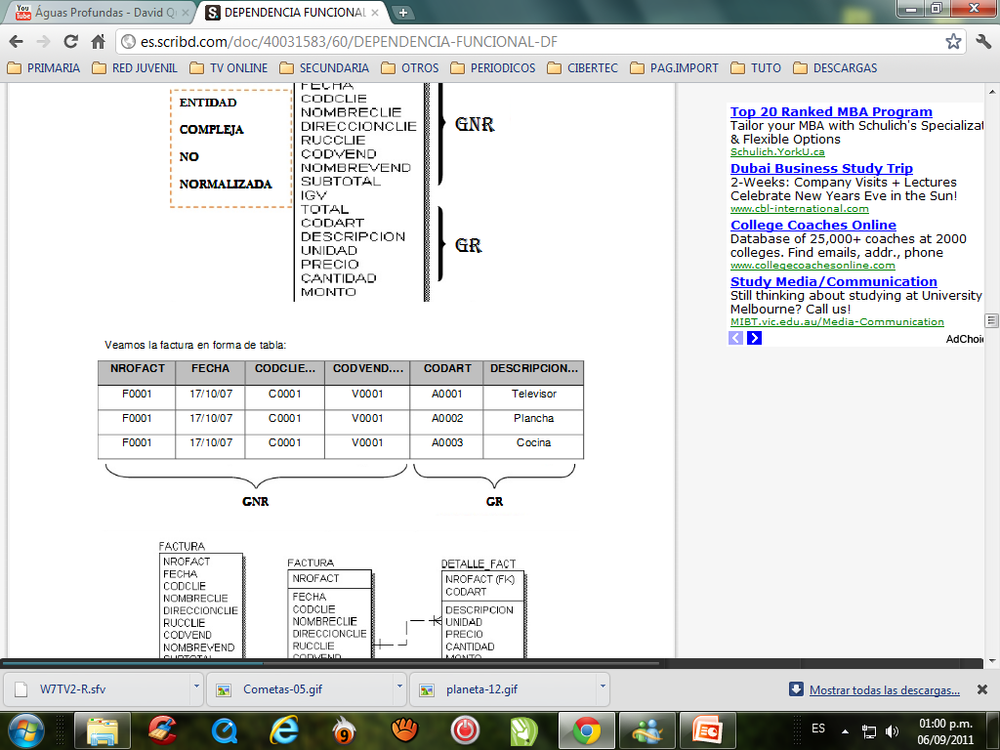 Águas Profundas - David Qu
DEPENDENCIA FUNCIONAL
es.scribd.com/doc/40031583/60/DEPENDENCIA-FUNCIONAL-DF
PRIMARIA
RED JUVENIL
TV ONLINE
SECUNDARIA
OTROS
PERIODICOS
CIBERTEC
PAG.IMPORT
TUTO
DESCARGAS
ENTIDAD
COMPLEJA
NO
NORMALIZADA
FECHA
CODCLIE
NOMBRECLIE
DIRECCIONCLIE
RUCCLIE
CODVEND
NOMBREVEND
SUBTOTAL
IGV
TOTAL
CODART
DESCRIPCION
UNIDAD
PRECIO
CANTIDAD
MONTO
GNR
GR
Top 20 Ranked MBA Program
Tailor your MBA with Schulich's Specializat
& Flexible Options
Schulich.YorkU.ca
Dubai Business Study Trip
2-Weeks: Company Visits + Lectures
Celebrate New Years Eve in the Sun!
www.cbl-international.com
College Coaches Online
Database of 25,000+ coaches at 2000
colleges. Find emails, addr., phone
www.collegecoachesonline.com
Study Media/Communication
Still thinking about studying at University
Melbourne? Call us!
MIBT.vic.edu.au/Media-Communication
AdChoic
Veamos la factura en forma de tabla:
NROFACT FECHA CODCLIE... CODVEND.... CODART DESCRIPCION...
F0001 17/10/07 C0001 V0001 A0001 Televisor
F0001 17/10/07 C0001 V0001 A0002 Plancha
F0001 17/10/07 C0001 V0001 A0003 Cocina
GNR GR
FACTURA
NROFACT
FECHA
CODCLIE
NOMBRECLIE
DIRECCIONCLIE
RUCCLIE
CODVEND
NOMBREVEND
SUBTOTAL
FACTURA
NROFACT
FECHA
CODCLIE
NOMBRECLIE
DIRECCIONCLIE
RUCCLIE
CODVEND
DETALLE_FACT
NROFACT (FK)
CODART
DESCRIPCION
UNIDAD
PRECIO
CANTIDAD
MONTO
W7TV2-R.sfv
Cometas-05.gif
planeta-12.gif
Mostrar todas las descargas...
ES
01:00 p.m.
06/09/2011